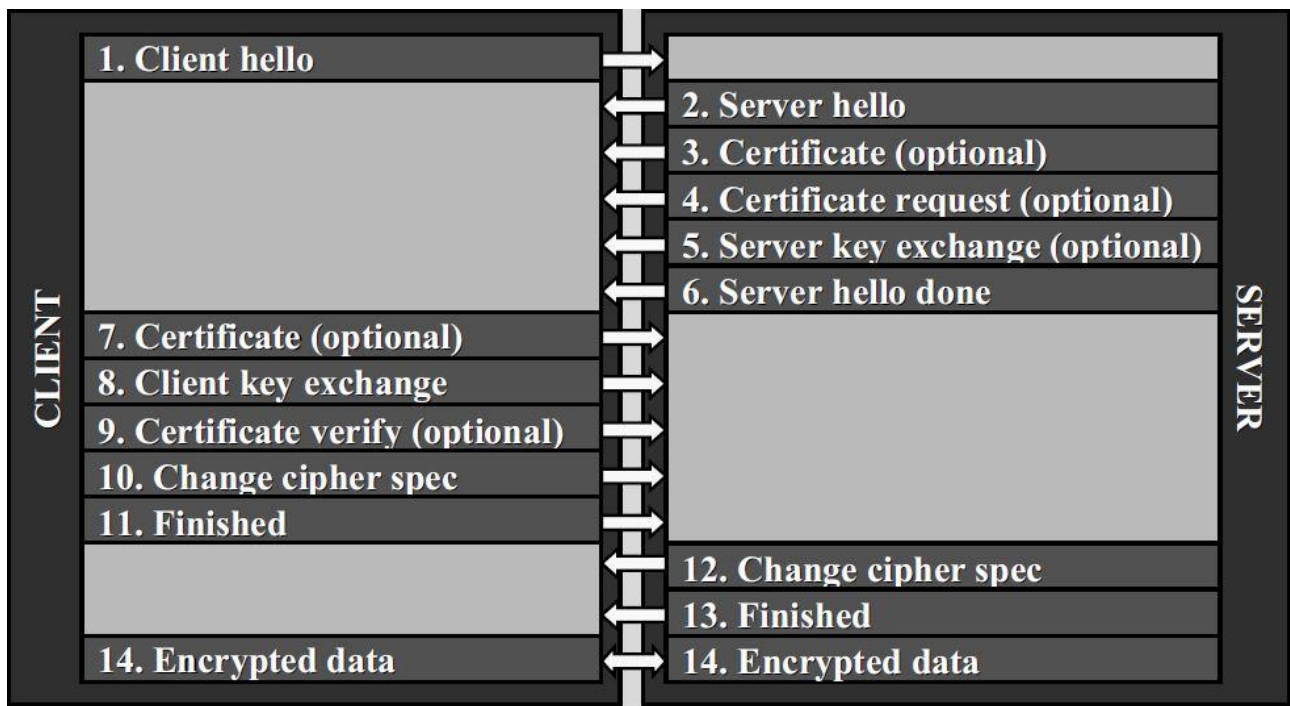 CLIENT
1. Client hello
2. Server hello
3. Certificate (optional)
4. Certificate request (optional)
5. Server key exchange (optional)
6. Server hello done
7. Certificate (optional)
8. Client key exchange
9. Certificate verify (optional)
10. Change cipher spec
11. Finished
12. Change cipher spec
13. Finished
14. Encrypted data
14. Encrypted data
SERVER